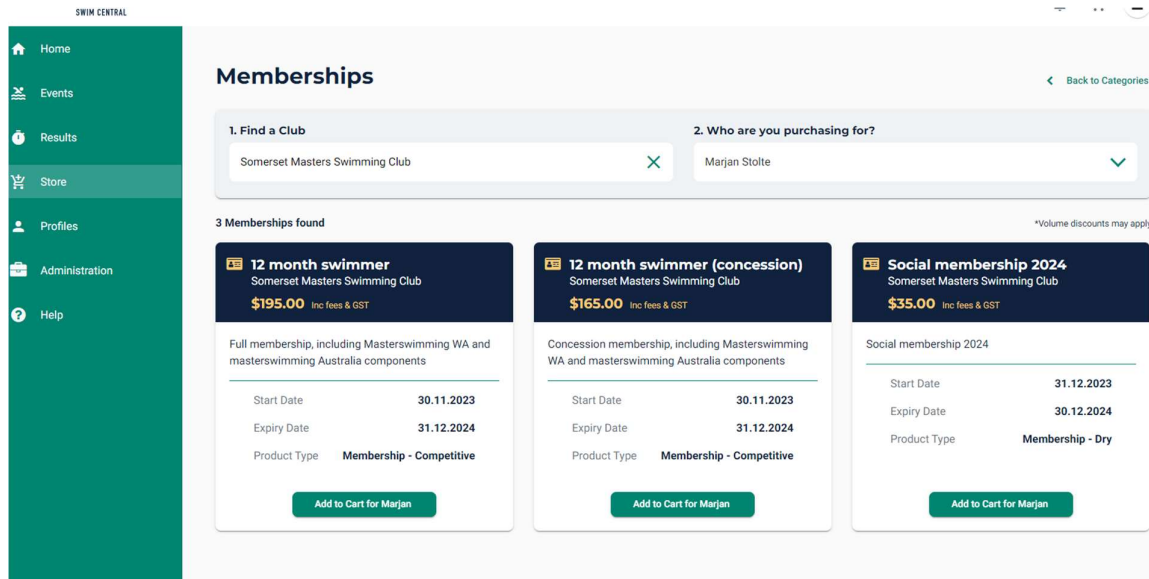 SWIM CENTRAL
Home
Events
Results
Store
Profiles
Administration
Help
Memberships
Back to Categories
1. Find a Club
Somerset Masters Swimming Club
2. Who are you purchasing for?
Marjan Stolte
3 Memberships found
*Volume discounts may apply
12 month swimmer
Somerset Masters Swimming Club
$195.00 Inc fees & GST
Full membership, including Masterswimming WA and
masterswimming Australia components
Start Date 30.11.2023
Expiry Date 31.12.2024
Product Type Membership - Competitive
Add to Cart for Marjan
12 month swimmer (concession)
Somerset Masters Swimming Club
$165.00 Inc fees & GST
Concession membership, including Masterswimming
WA and masterswimming Australia components
Start Date 30.11.2023
Expiry Date 31.12.2024
Product Type Membership - Competitive
Add to Cart for Marjan
Social membership 2024
Somerset Masters Swimming Club
$35.00 Inc fees & GST
Social membership 2024
Start Date 31.12.2023
Expiry Date 30.12.2024
Product Type Membership - Dry
Add to Cart for Marjan